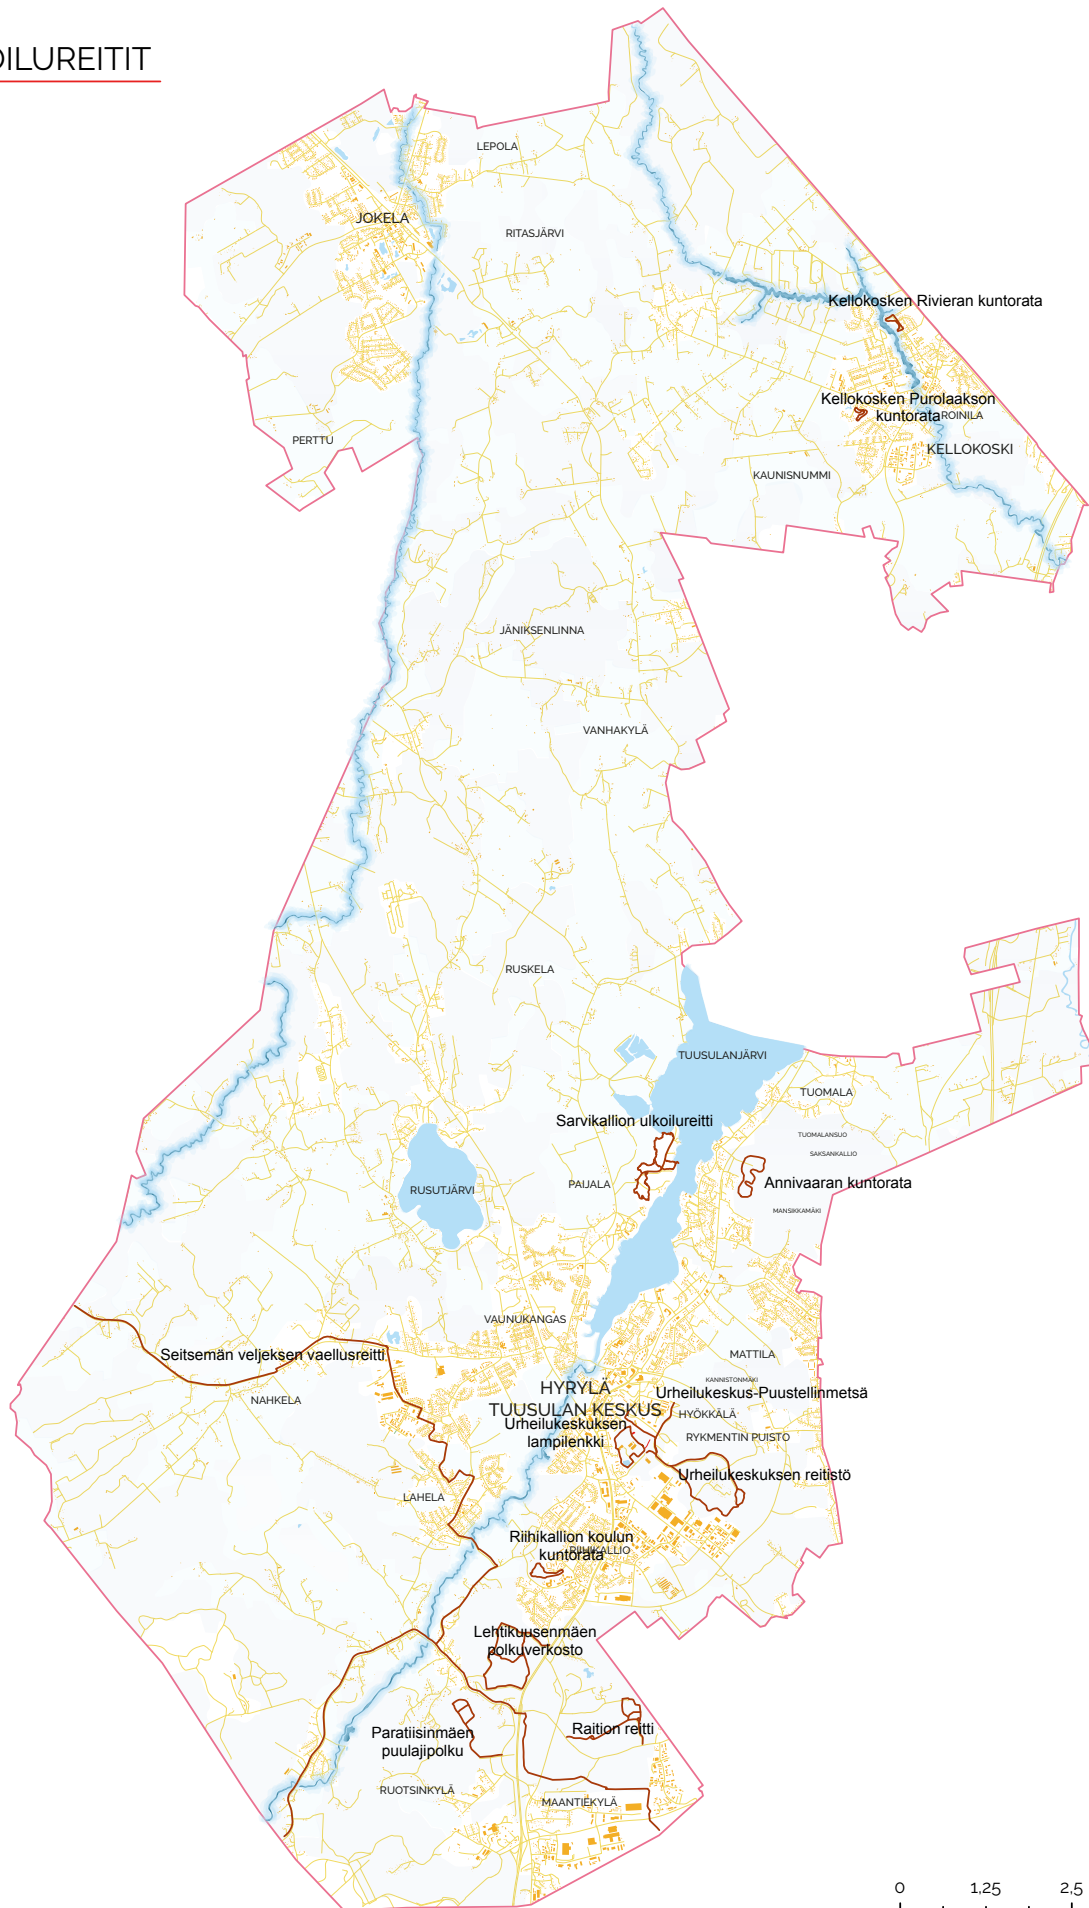 OILUREITIT
LEPOLA
JOKELA
RITASJÄRVI
Kellokosken Rivieran kuntorata
Kellokosken Purolaakson
kuntorata
ROINILA
PERTTU
KELLOKOSKI
KAUNISNUMMI
JÄNIKSENLINNA
VANHAKYLÄ
RUSKELA
TUUSULANJÄRVI
TUOMALA
Sarvikallion ulkoilureitti
TUOMALANSUO
SAKSANKALLIO
PAIJALA
Annivaaran kuntorata
RUSUTJÄRVI
MANSIKKAMÄKI
VAUNUKANGAS
Seitsemän veljeksen vaellusreitti
MATTILA
KANNISTONMÄKI
HYRYLÄ
TUUSULAN KESKUS
Urheilukeskus-Puustellinmetsä
NAHKELA
HYÖKKÄLÄ
Urheilukeskuksen
lampilenkki
RYKMENTIN PUISTO
Urheilukeskuksen reitistö
LAHELA
Riihikallion koulun
kuntorata
RIIHIKALLIO
Lehtikuusenmäen
polkuverkosto
Raition reitti
Paratiisinmäen
puulajipolku
RUOTSINKYLÄ
MAANTIEKYLÄ
0 1,25 2,5